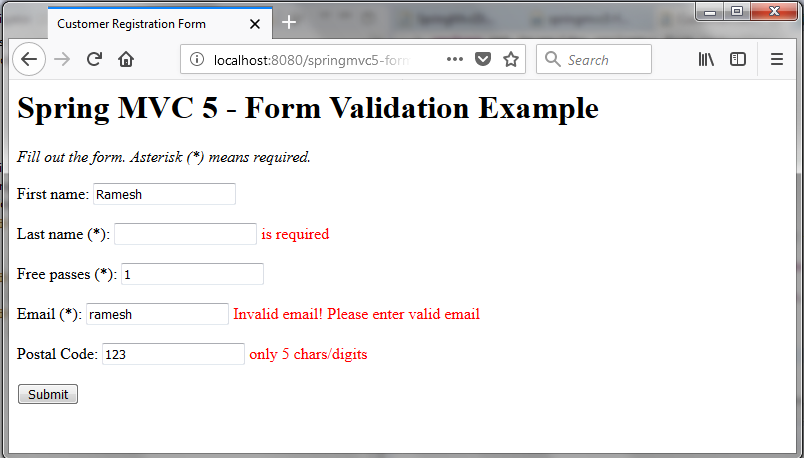 Customer Registration Form
localhost:8080/springmvc5-form
Search
Spring MVC 5 - Form Validation Example
Fill out the form. Asterisk (*) means required.
First name: Ramesh
Last name (*): is required
Free passes (*): 1
Email (*): ramesh Invalid email! Please enter valid email
Postal Code: 123 only 5 chars/digits
Submit